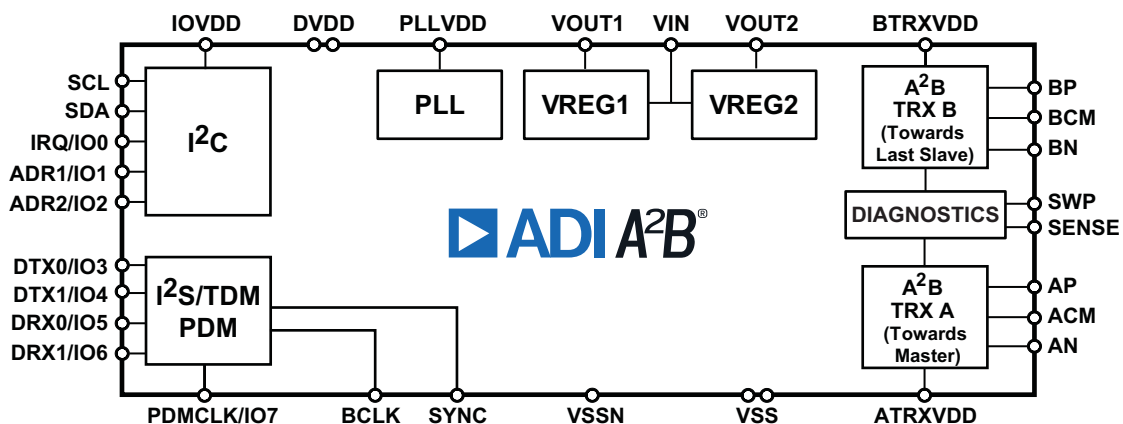 IOVDD DVDD PLLVDD VOUT1 VIN VOUT2 BTRXVDD
SCL
SDA
IRQ/IO0
ADR1/IO1
ADR2/IO2
I²C
PLL
VREG1
VREG2
A²B
TRX B
(Towards
Last Slave)
BP
BCM
BN
DIAGNOSTICS
SWP
SENSE
ADI A²B®
DTX0/IO3
DTX1/IO4
DRX0/IO5
DRX1/IO6
I²S/TDM
PDM
A²B
TRX A
(Towards
Master)
AP
ACM
AN
PDMCLK/IO7 BCLK SYNC VSSN VSS ATRXVDD